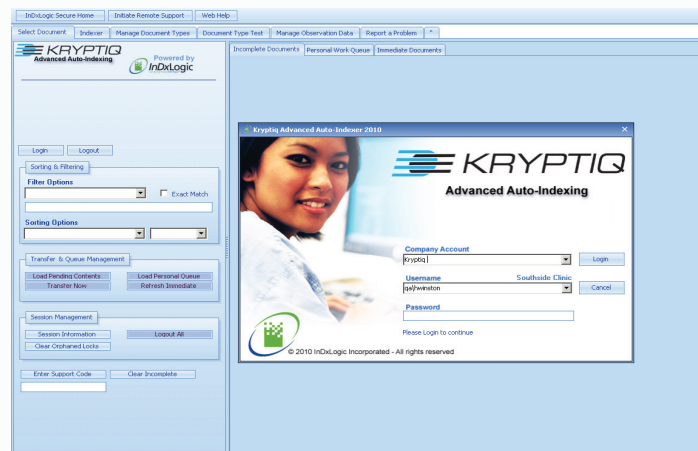 InDxLogic Secure Home Initiate Remote Support Web Help
Select Document Indexer Manage Document Types Document Type Test Manage Observation Data Report a Problem *
KRYPTIQ
Advanced Auto-Indexing
Powered by
InDxLogic
Incomplete Documents Personal Work Queue Immediate Documents
Login Logout
Sorting & Filtering
Filter Options
Exact Match
Sorting Options
Transfer & Queue Management
Load Pending Contents Load Personal Queue
Transfer Now Refresh Immediate
Session Management
Session Information Logout All
Clear Orphaned Locks
Enter Support Code Clear Incomplete
Kryptiq Advanced Auto-Indexer 2010
KRYPTIQ
Advanced Auto-Indexing
Company Account
Kryptiq Login
Username Southside Clinic
qa\hwinston Cancel
Password
Please Login to continue
© 2010 InDxLogic Incorporated - All rights reserved